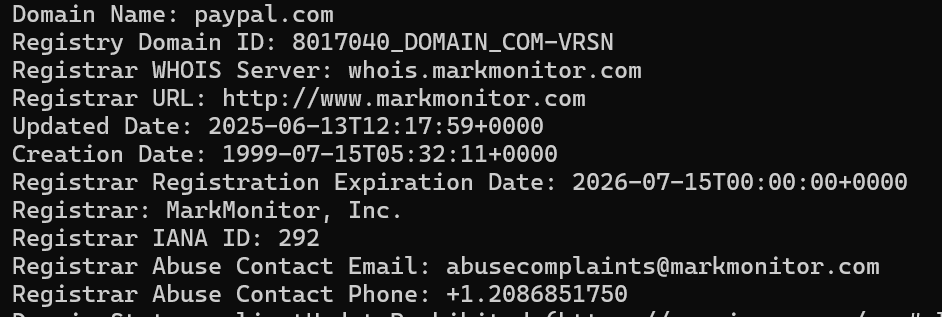 Domain Name: paypal.com
Registry Domain ID: 8017040_DOMAIN_COM-VRSN
Registrar WHOIS Server: whois.markmonitor.com
Registrar URL: http://www.markmonitor.com
Updated Date: 2025-06-13T12:17:59+0000
Creation Date: 1999-07-15T05:32:11+0000
Registrar Registration Expiration Date: 2026-07-15T00:00:00+0000
Registrar: MarkMonitor, Inc.
Registrar IANA ID: 292
Registrar Abuse Contact Email: abusecomplaints@markmonitor.com
Registrar Abuse Contact Phone: +1.2086851750